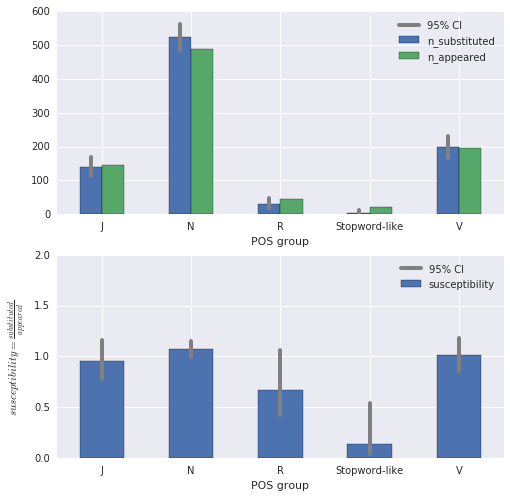 600
500
400
300
200
100
0
95% CI
n_substituted
n_appeared
J N R Stopword-like V
POS group
2.0
1.5
1.0
0.5
0.0
susceptibility = substituted/appeared
95% CI
susceptibility
J N R Stopword-like V
POS group